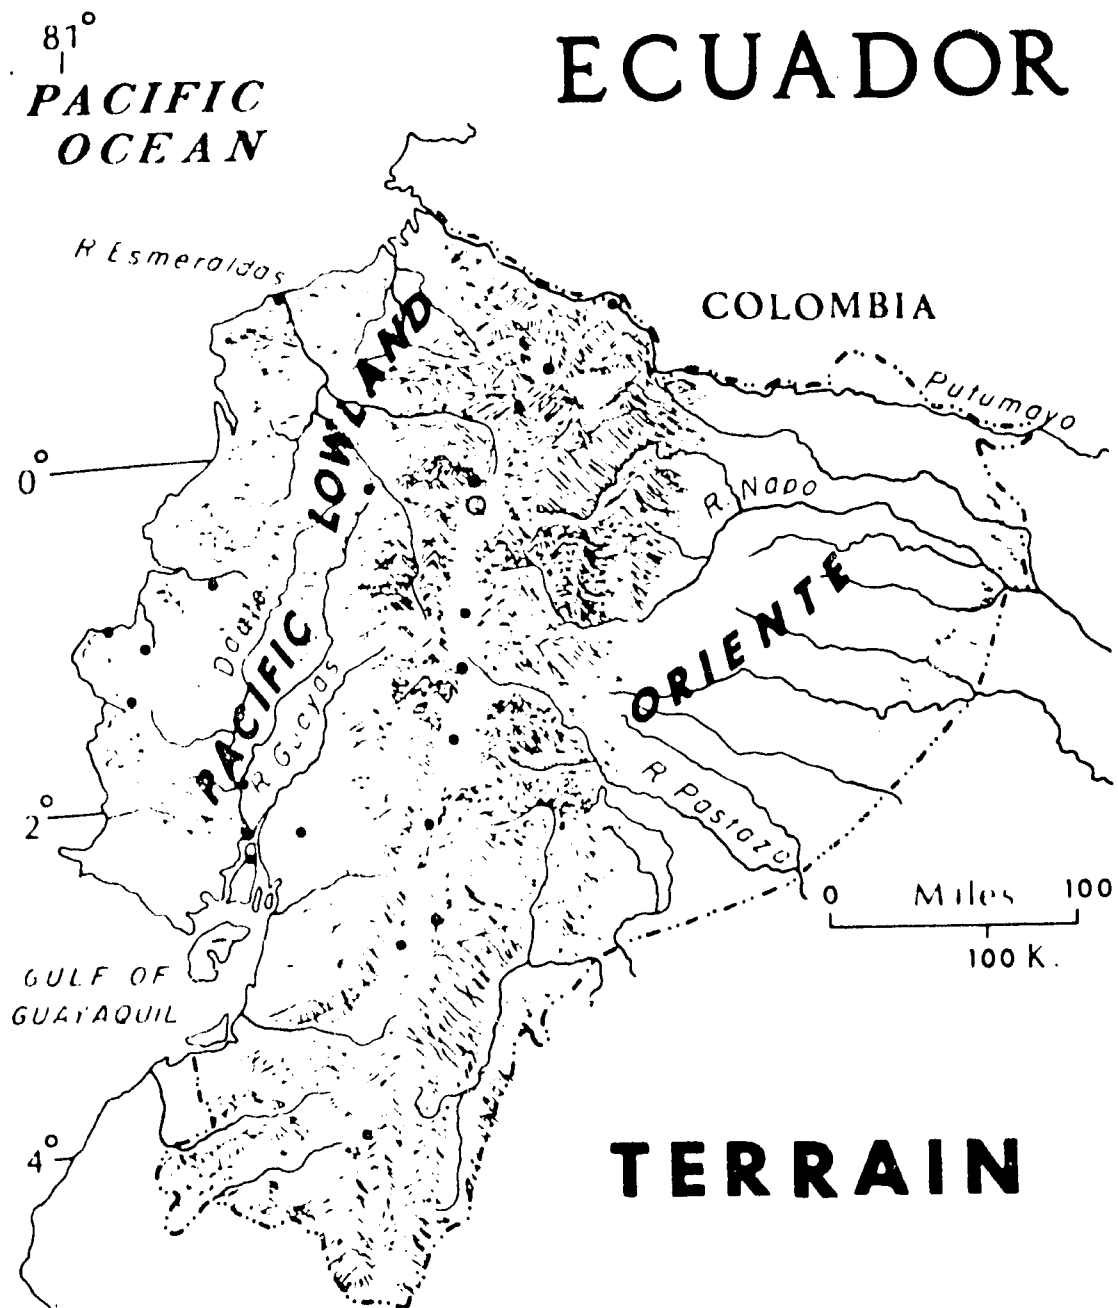 81°
ECUADOR
PACIFIC
OCEAN
R Esmeraldas
COLOMBIA
Putumayo
0°
R. Napo
Q
PACIFIC LOWLAND
ORIENTE
Daule
R Guayas
R Pastaza
2°
G
0 Miles 100
100 K.
GULF OF
GUAYAQUIL
4°
TERRAIN